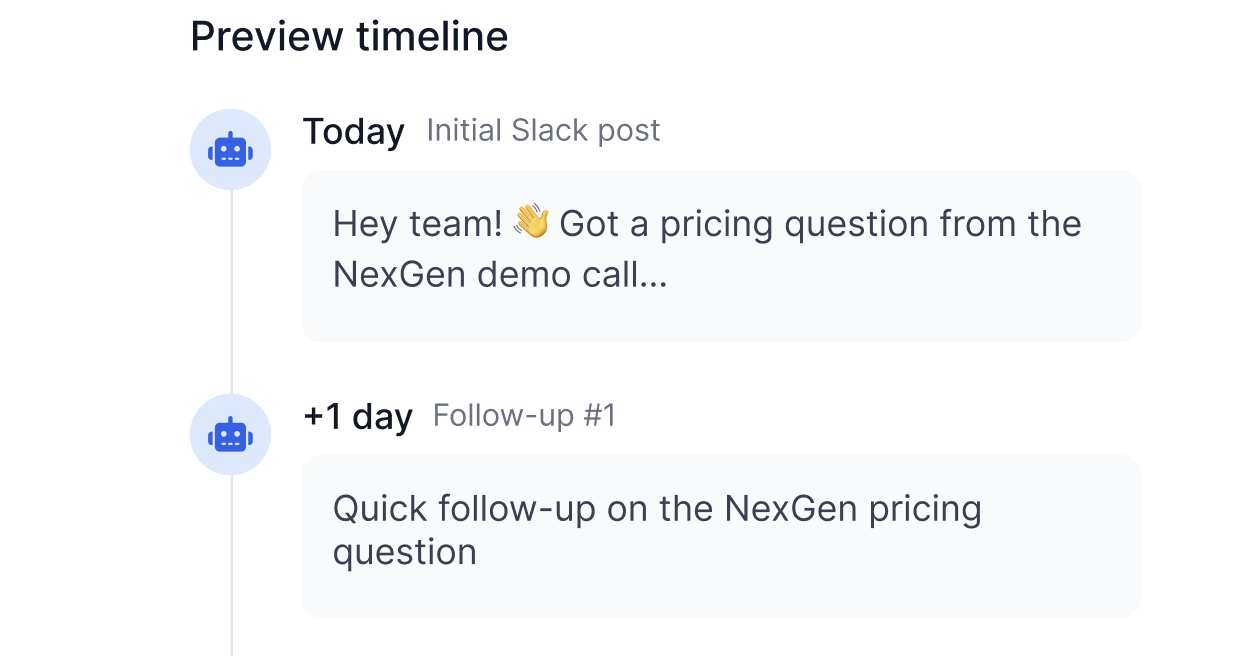 Preview timeline
Today Initial Slack post
Hey team! 👋 Got a pricing question from the
NexGen demo call...
+1 day Follow-up #1
Quick follow-up on the NexGen pricing
question